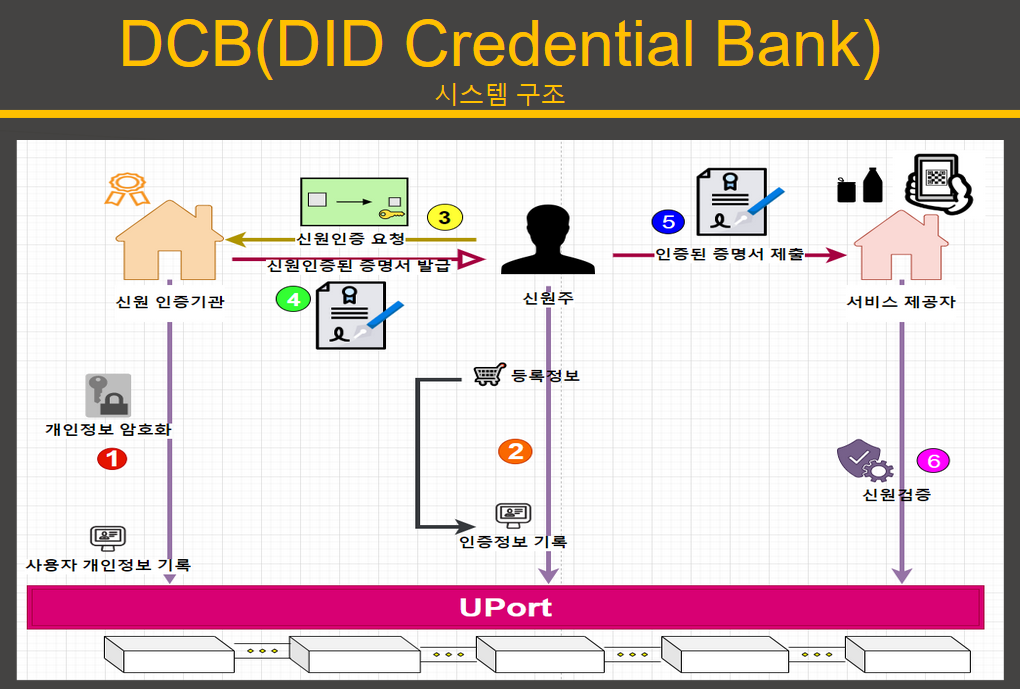 DCB(DID Credential Bank)
시스템 구조
3
신원인증 요청
신원인증된 증명서 발급
4
5
인증된 증명서 제출
신원 인증기관
신원주
서비스 제공자
등록정보
개인정보 암호화
1
2
6
신원검증
인증정보 기록
사용자 개인정보 기록
UPort